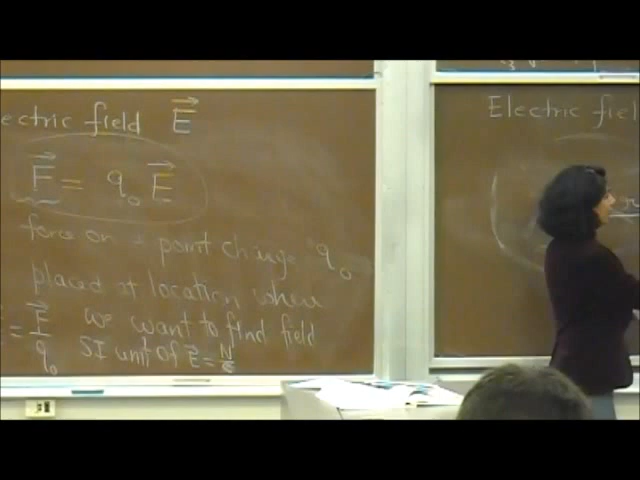 ectric field E⃗
F⃗ = q₀ E⃗
force on + point charge q₀
placed at location where
we want to find field
= F⃗/q₀
SI unit of E⃗ = N/C
Electric fiel